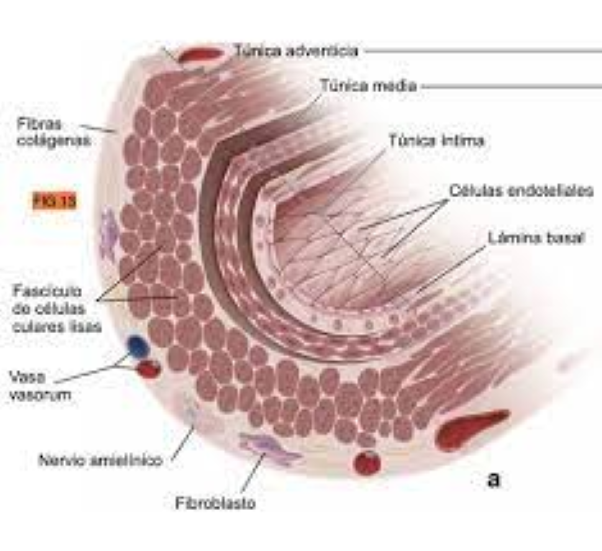 Túnica adventicia
Túnica media
Fibras
colágenas
Túnica íntima
Células endoteliales
FIG 13
Lámina basal
Fascículo
de células
culares lisas
Vasa
vasorum
Nervio amielínico
Fibroblasto
a